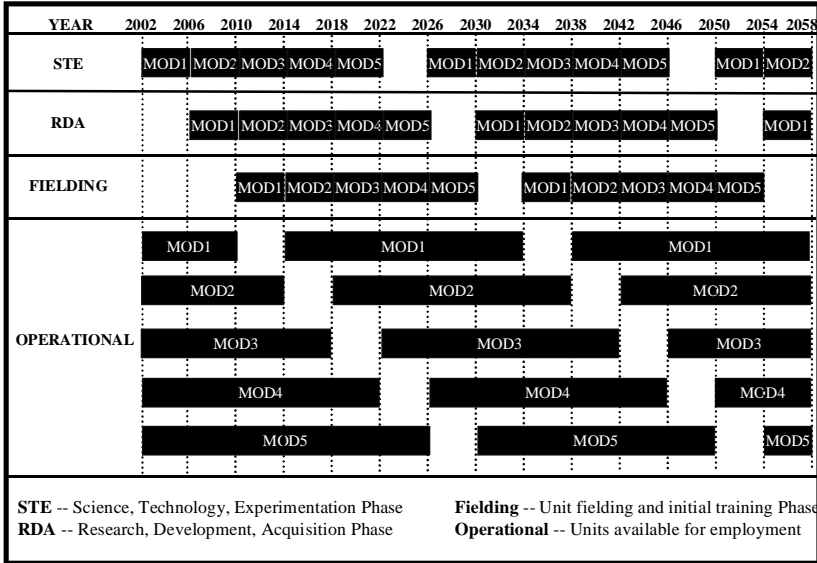 YEAR 2002 2006 2010 2014 2018 2022 2026 2030 2034 2038 2042 2046 2050 2054 2058
STE MOD1 MOD2 MOD3 MOD4 MOD5 MOD1 MOD2 MOD3 MOD4 MOD5 MOD1 MOD2
RDA MOD1 MOD2 MOD3 MOD4 MOD5 MOD1 MOD2 MOD3 MOD4 MOD5 MOD1
FIELDING MOD1 MOD2 MOD3 MOD4 MOD5 MOD1 MOD2 MOD3 MOD4 MOD5
MOD1 MOD1 MOD1
MOD2 MOD2 MOD2
OPERATIONAL MOD3 MOD3 MOD3
MOD4 MOD4 MOD4
MOD5 MOD5 MOD5
STE -- Science, Technology, Experimentation Phase Fielding -- Unit fielding and initial training Phase
RDA -- Research, Development, Acquisition Phase Operational -- Units available for employment